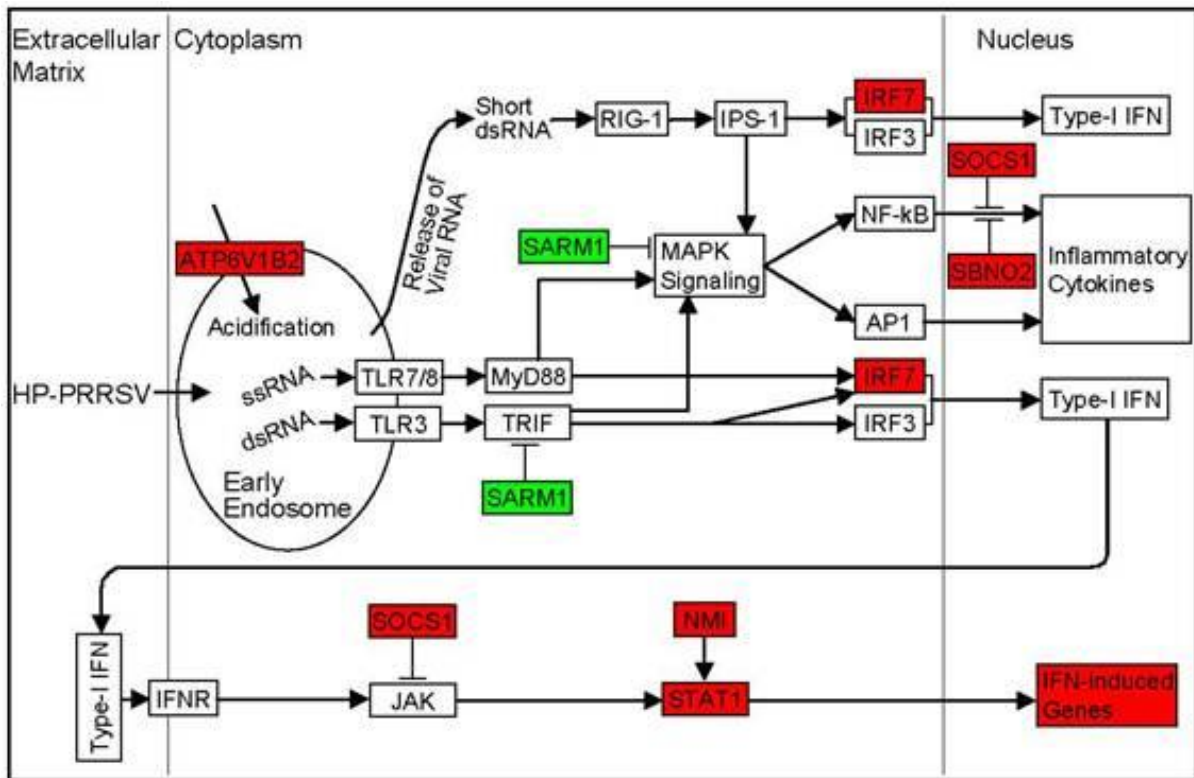 Extracellular
Matrix
Cytoplasm
Nucleus
Short
dsRNA
RIG-1
IPS-1
IRF7
IRF3
Type-I IFN
SOCS1
Release of
Viral RNA
NF-kB
SARM1
MAPK
Signaling
ATP6V1B2
SBNO2
Inflammatory
Cytokines
Acidification
AP1
HP-PRRSV
ssRNA
TLR7/8
MyD88
IRF7
Type-I IFN
dsRNA
TLR3
TRIF
IRF3
Early
Endosome
SARM1
SOCS1
NMI
Type-I IFN
IFNR
JAK
STAT1
IFN-induced
Genes